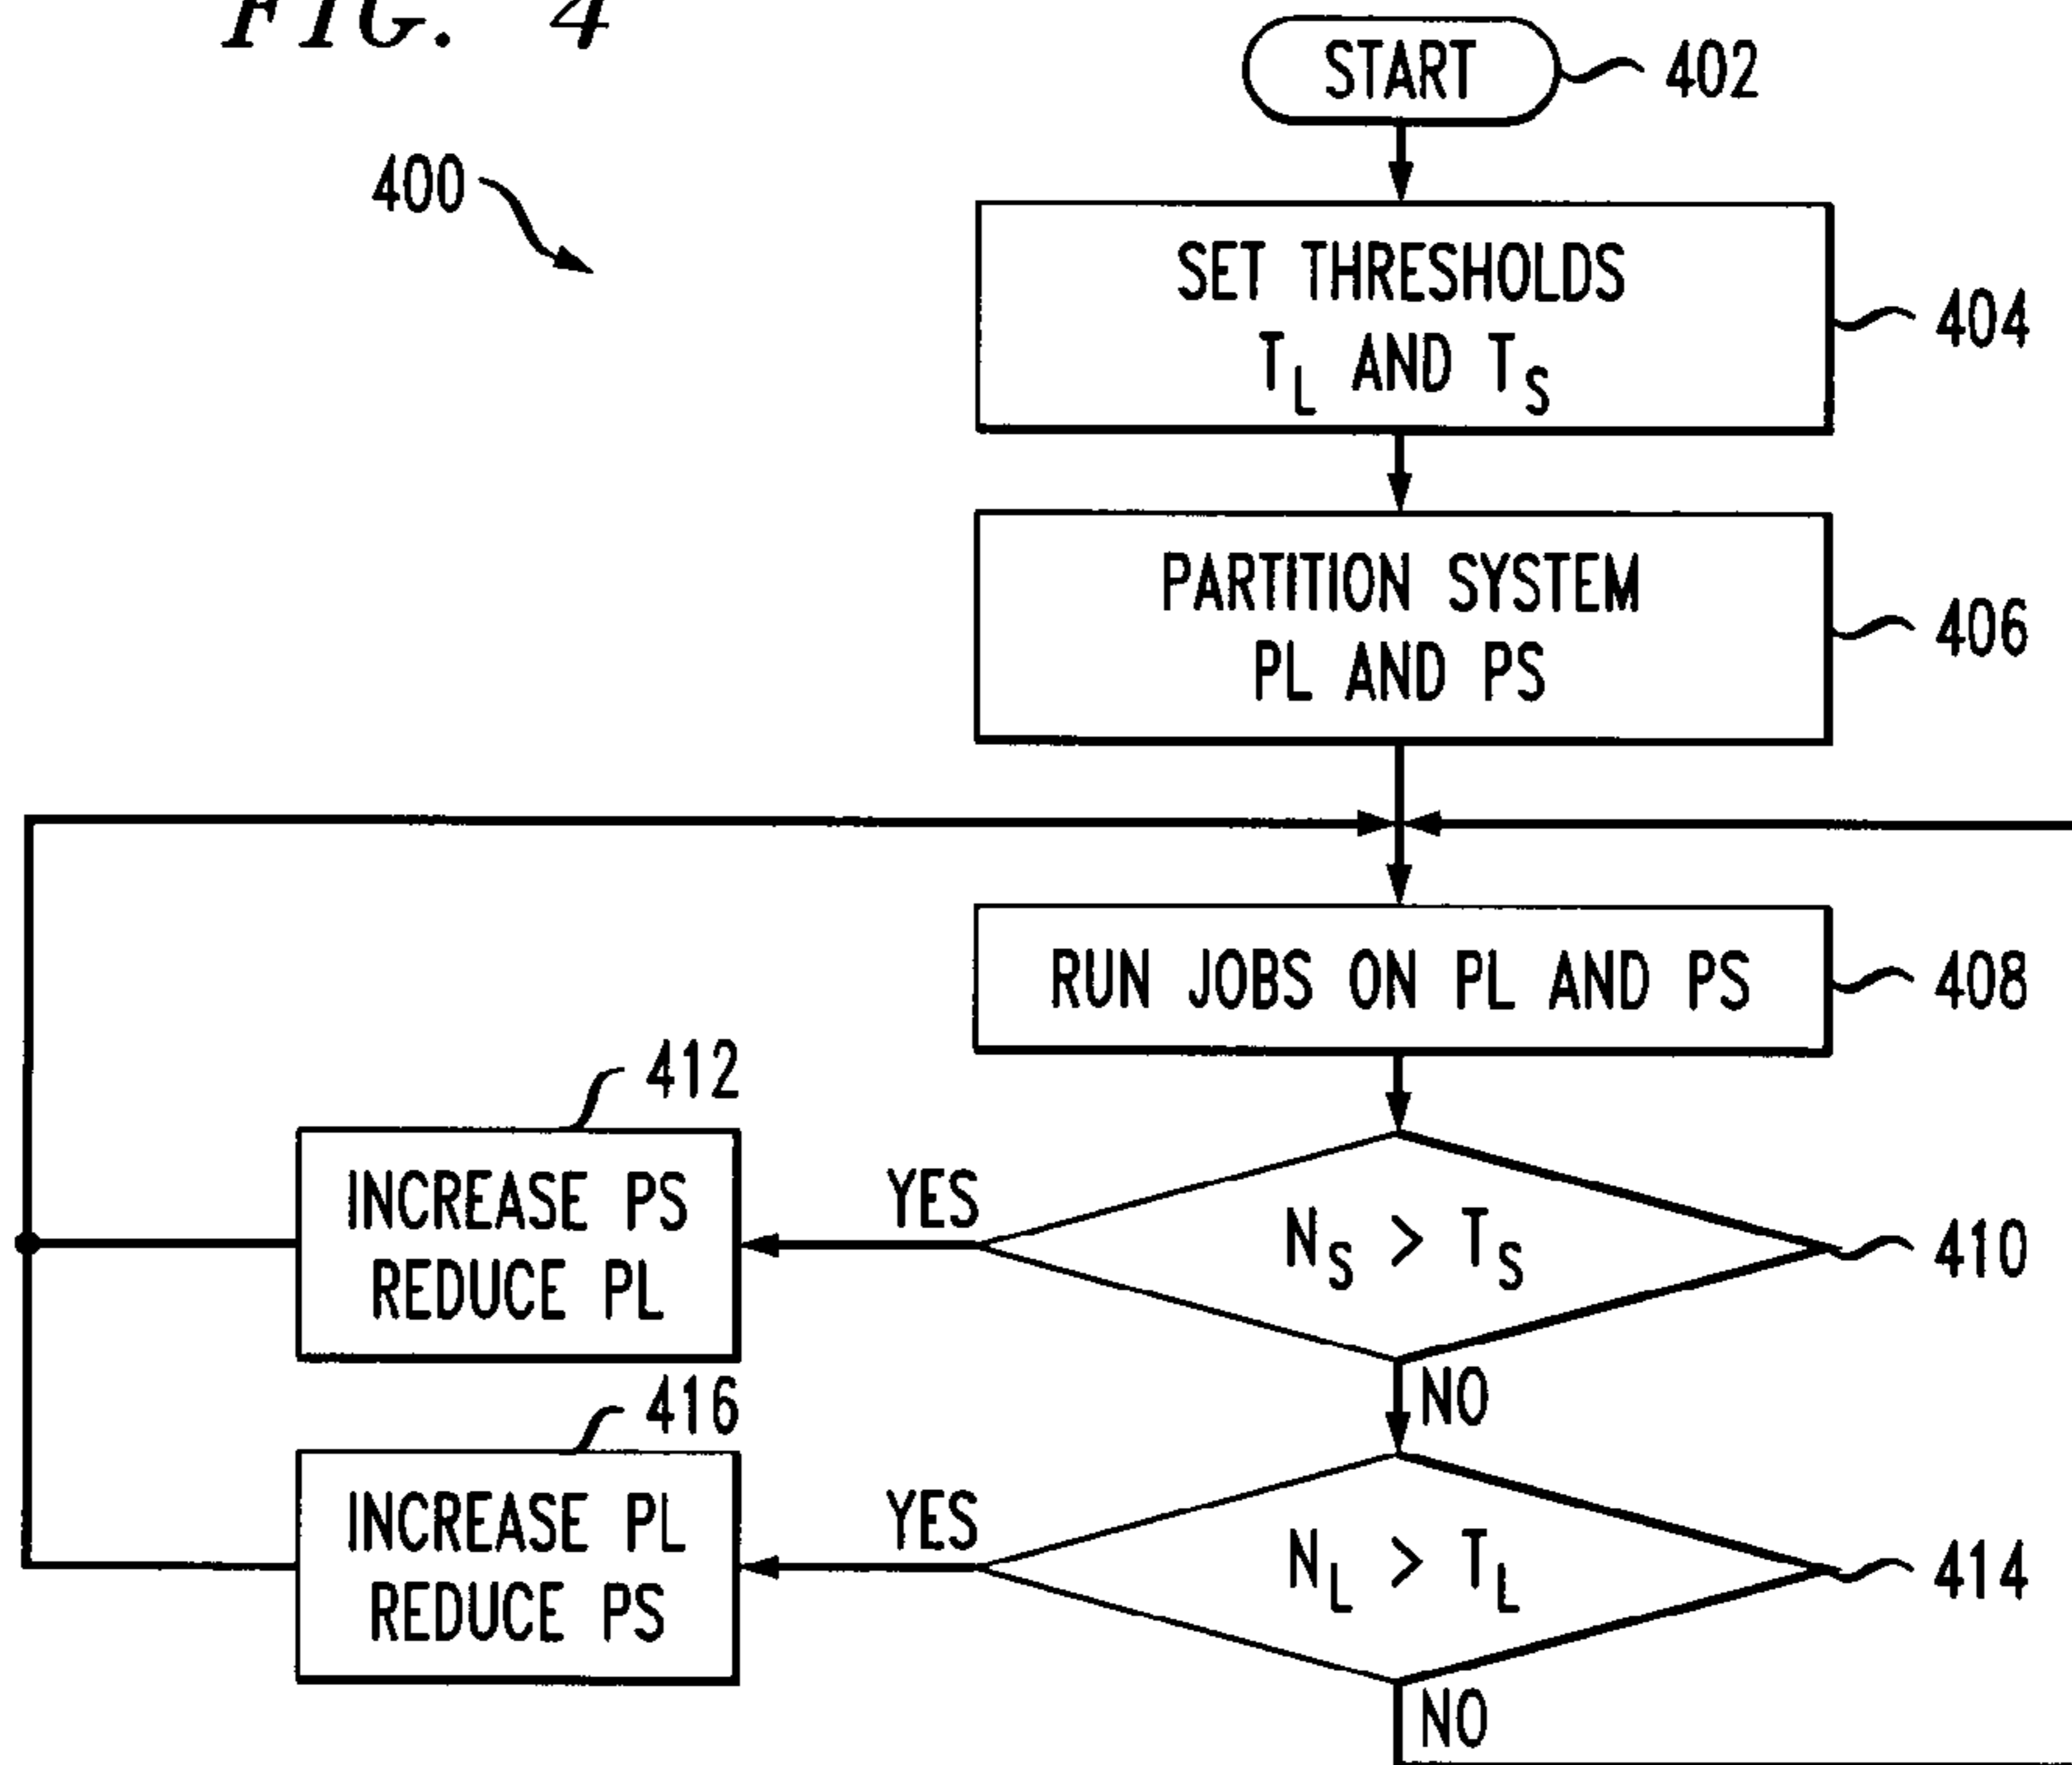 FIG. 4
START
402
400
SET THRESHOLDS
T_L AND T_S
404
PARTITION SYSTEM
PL AND PS
406
RUN JOBS ON PL AND PS
408
412
INCREASE PS
REDUCE PL
YES
N_S > T_S
410
NO
416
INCREASE PL
REDUCE PS
YES
N_L > T_L
414
NO